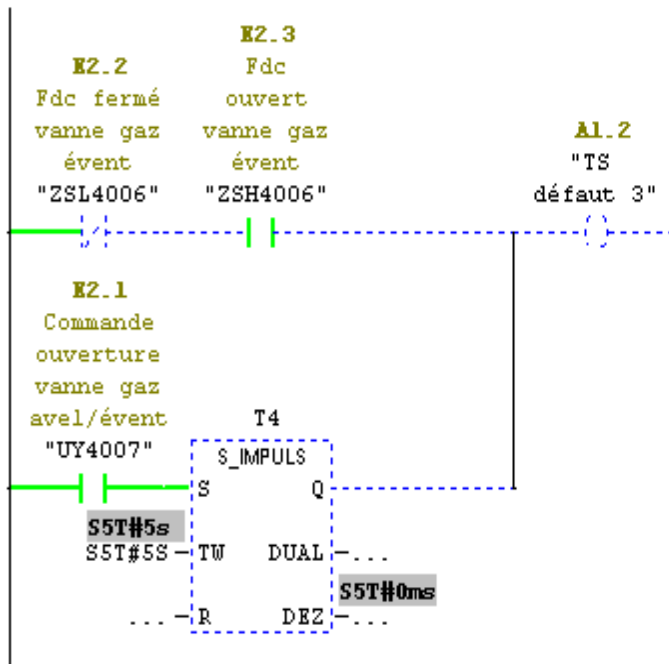 E2.3
E2.2
Fdc
Fdc fermé
ouvert
vanne gaz
vanne gaz
A1.2
évent
évent
"TS
"ZSL4006"
"ZSH4006"
défaut 3"
E2.1
Commande
ouverture
vanne gaz
avel/évent
T4
"UY4007"
S_IMPULS
S
Q
S5T#5s
S5T#5S
TW
DUAL
...
S5T#0ms
...
R
DEZ
...